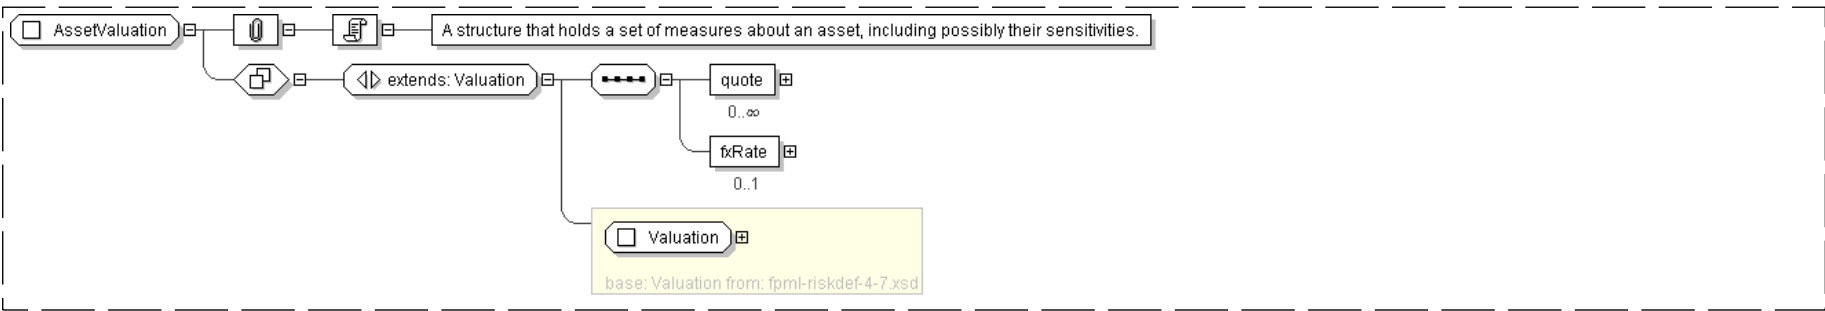 AssetValuation
A structure that holds a set of measures about an asset, including possibly their sensitivities.
extends: Valuation
quote
0..∞
fxRate
0..1
Valuation
base: Valuation from: fpml-riskdef-4-7.xsd